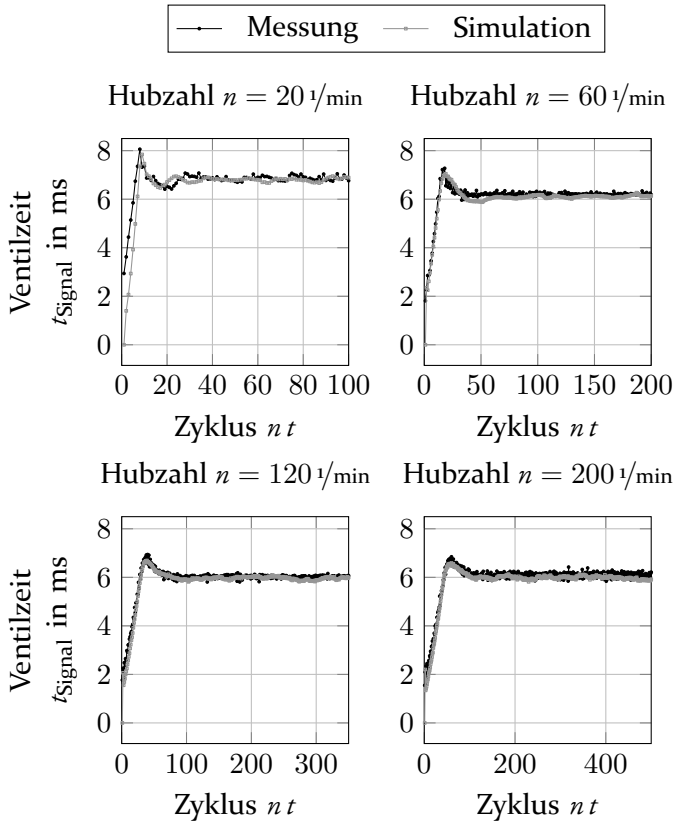 Messung Simulation
Hubzahl n = 20 1/min
Hubzahl n = 60 1/min
Ventilzeit
t_Signal in ms
8
6
4
2
0
0 20 40 60 80 100
Zyklus n t
0 50 100 150 200
Zyklus n t
Hubzahl n = 120 1/min
Hubzahl n = 200 1/min
Ventilzeit
t_Signal in ms
8
6
4
2
0
0 100 200 300
Zyklus n t
8
6
4
2
0
0 200 400
Zyklus n t
8
6
4
2
0